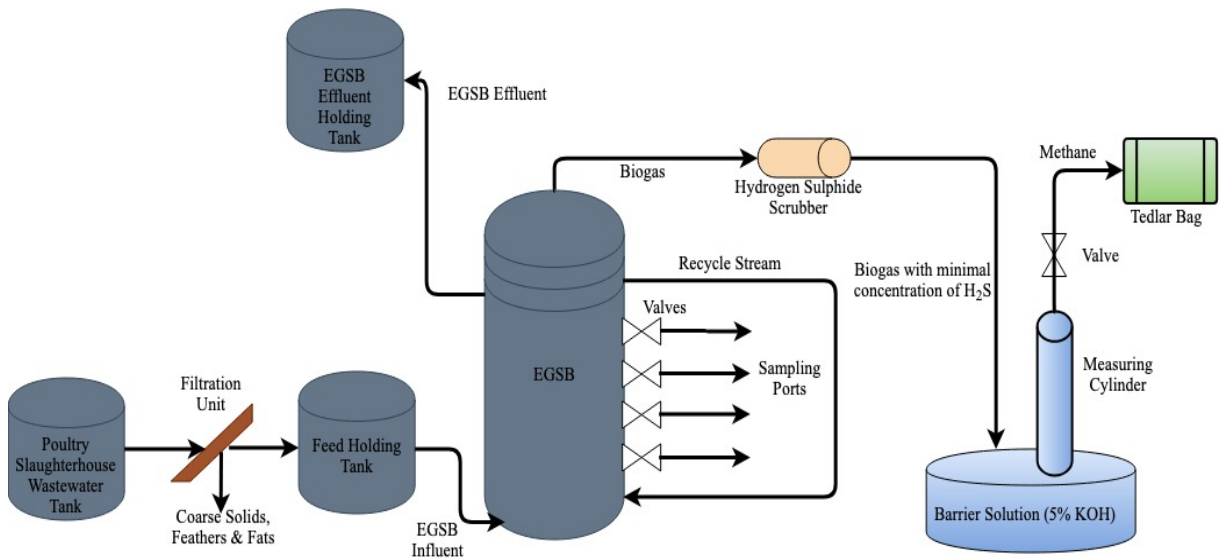 EGSB
Effluent
Holding
Tank
EGSB Effluent
Biogas
Hydrogen Sulphide
Scrubber
Methane
Tedlar Bag
Valve
Biogas with minimal
concentration of H₂S
Recycle Stream
Valves
Sampling
Ports
EGSB
Measuring
Cylinder
Filtration
Unit
Poultry
Slaughterhouse
Wastewater
Tank
Feed Holding
Tank
Coarse Solids,
Feathers & Fats
EGSB
Influent
Barrier Solution (5% KOH)